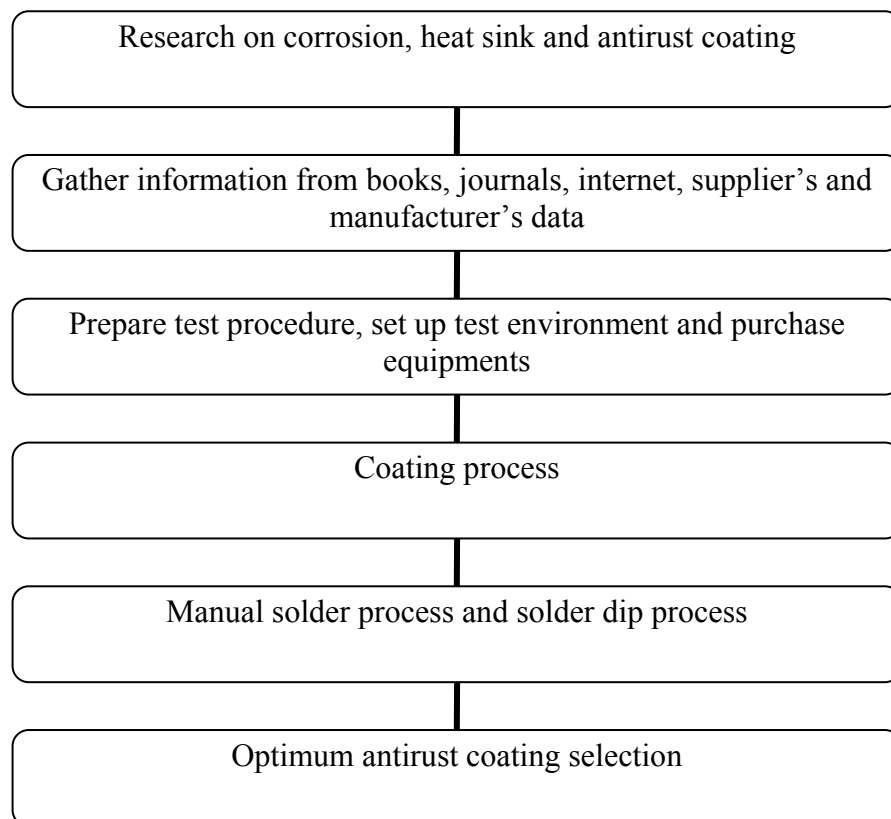 Research on corrosion, heat sink and antirust coating
Gather information from books, journals, internet, supplier’s and
manufacturer’s data
Prepare test procedure, set up test environment and purchase
equipments
Coating process
Manual solder process and solder dip process
Optimum antirust coating selection